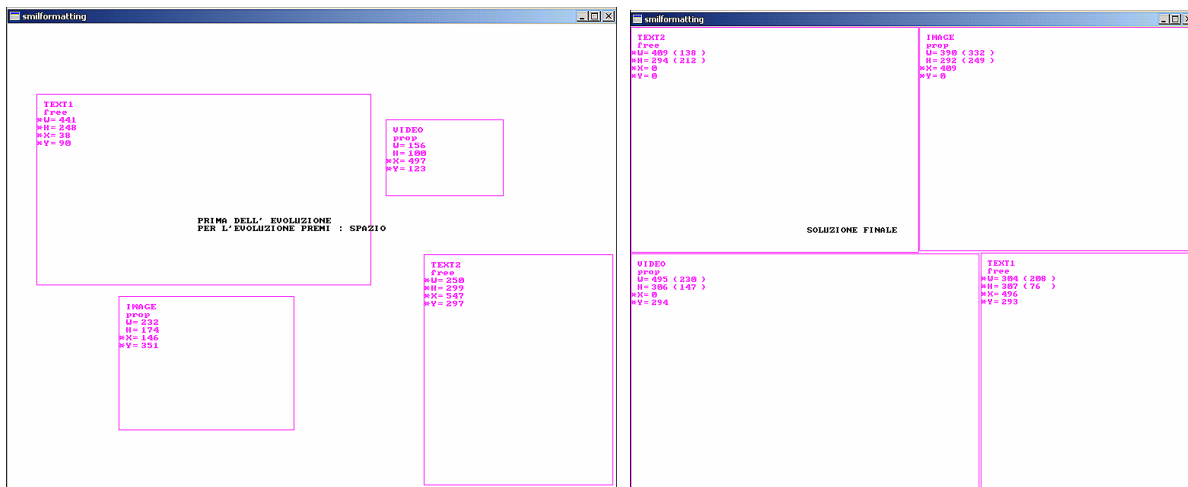 smilformatting
TEXT1
free
*W= 441
*H= 248
*X= 38
*Y= 90
VIDEO
prop
W= 156
H= 100
*X= 497
*Y= 123
PRIMA DELL' EVOLUZIONE
PER L'EVOLUZIONE PREMI : SPAZIO
TEXT2
free
*W= 250
*H= 299
*X= 547
*Y= 297
IMAGE
prop
W= 232
H= 174
*X= 146
*Y= 351
smilformatting
TEXT2
free
*W= 409 ( 138 )
*H= 294 ( 212 )
*X= 0
*Y= 0
IMAGE
prop
W= 390 ( 332 )
H= 292 ( 249 )
*X= 409
*Y= 0
SOLUZIONE FINALE
VIDEO
prop
W= 495 ( 230 )
H= 306 ( 147 )
*X= 0
*Y= 294
TEXT1
free
*W= 304 ( 208 )
*H= 307 ( 76 )
*X= 496
*Y= 293